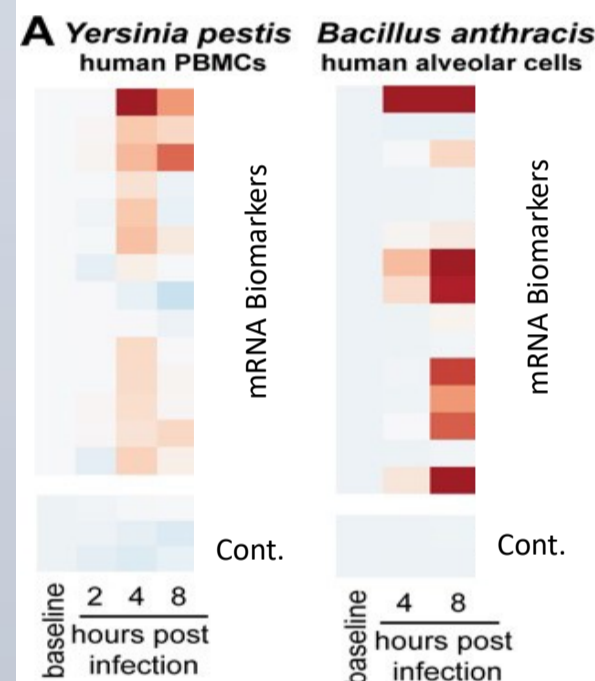 A Yersinia pestis
human PBMCs
Bacillus anthracis
human alveolar cells
mRNA Biomarkers
mRNA Biomarkers
Cont.
Cont.
baseline
2 4 8
hours post
infection
baseline
4 8
hours post
infection